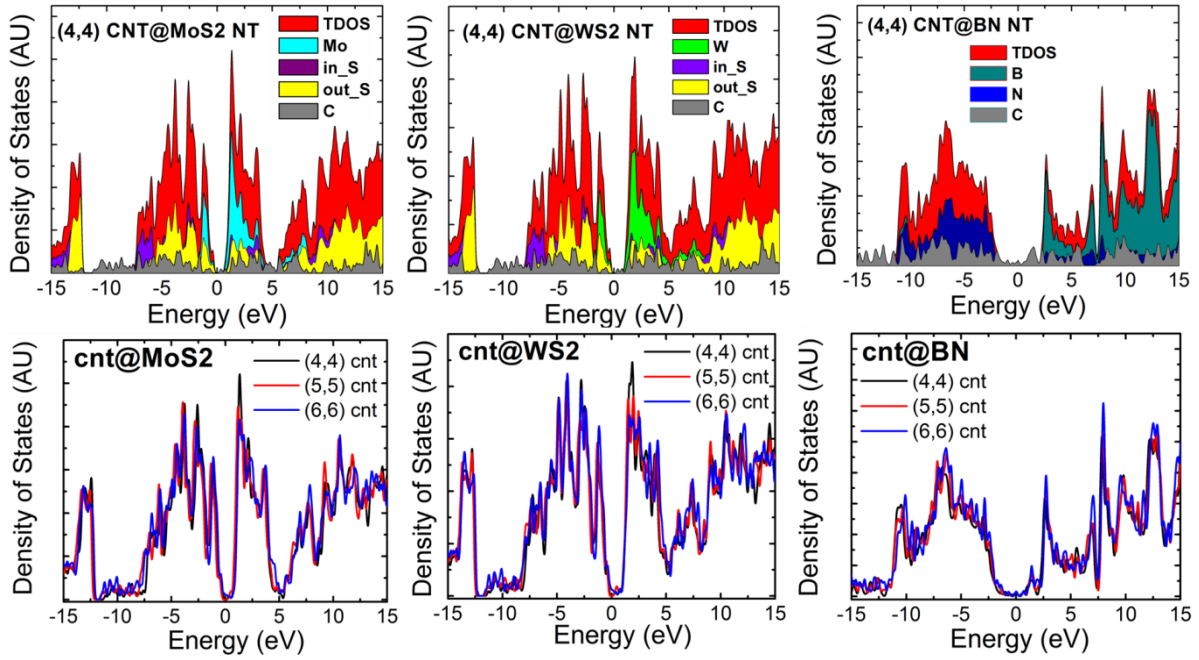 (4,4) CNT@MoS2 NT
TDOS
Mo
in_S
out_S
C
Density of States (AU)
-15 -10 -5 0 5 10 15
Energy (eV)
(4,4) CNT@WS2 NT
TDOS
W
in_S
out_S
C
Density of States (AU)
-15 -10 -5 0 5 10 15
Energy (eV)
(4,4) CNT@BN NT
TDOS
B
N
C
Density of States (AU)
-15 -10 -5 0 5 10 15
Energy (eV)
cnt@MoS2
(4,4) cnt
(5,5) cnt
(6,6) cnt
Density of States (AU)
-15 -10 -5 0 5 10 15
Energy (eV)
cnt@WS2
(4,4) cnt
(5,5) cnt
(6,6) cnt
Density of States (AU)
-15 -10 -5 0 5 10 15
Energy (eV)
cnt@BN
(4,4) cnt
(5,5) cnt
(6,6) cnt
Density of States (AU)
-15 -10 -5 0 5 10 15
Energy (eV)